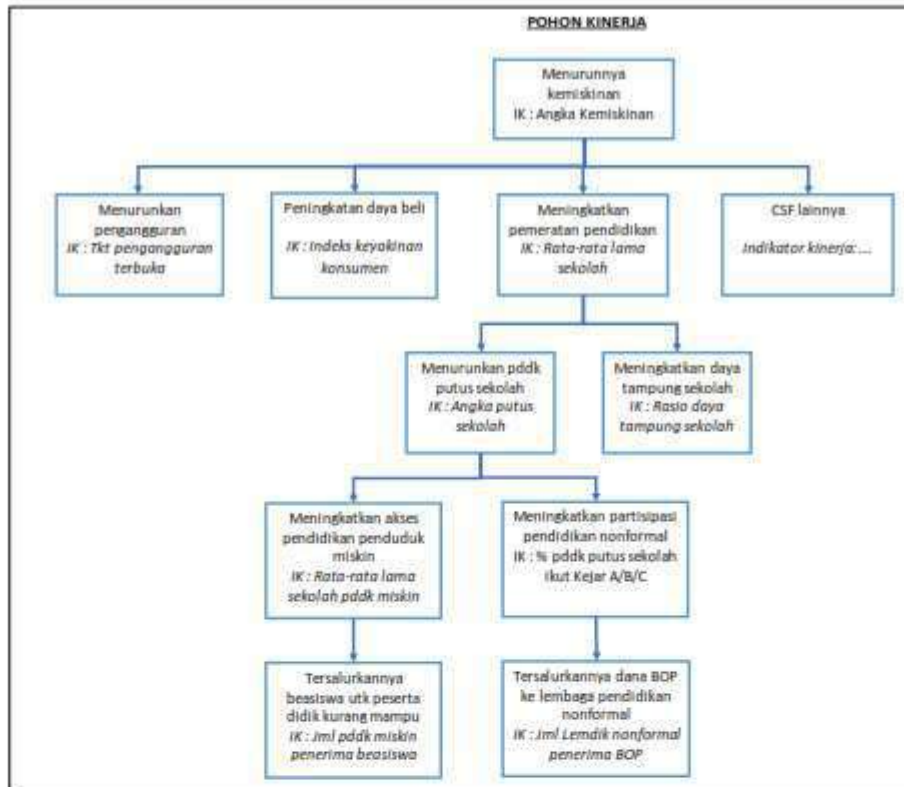 POHON KINERJA
Menurunnya
kemiskinan
IK : Angka Kemiskinan
Menurunkan
pengangguran
IK : Tkt pengangguran
terbuka
Peningkatan daya beli
IK : Indeks keyakinan
konsumen
Meningkatkan
pemeratan pendidikan
IK : Rata-rata lama
sekolah
CSF lainnya
Indikator kinerja: ...
Menurunkan pddk
putus sekolah
IK : Angka putus
sekolah
Meningkatkan daya
tampung sekolah
IK : Rasio daya
tampung sekolah
Meningkatkan akses
pendidikan penduduk
miskin
IK : Rata-rata lama
sekolah pddk miskin
Meningkatkan partisipasi
pendidikan nonformal
IK : % pddk putus sekolah
ikut Kejar A/B/C
Tersalurkannya
beasiswa utk peserta
didik kurang mampu
IK : Jml pddk miskin
penerima beasiswa
Tersalurkannya dana BOP
ke lembaga pendidikan
nonformal
IK : Jml Lemdik nonformal
penerima BOP